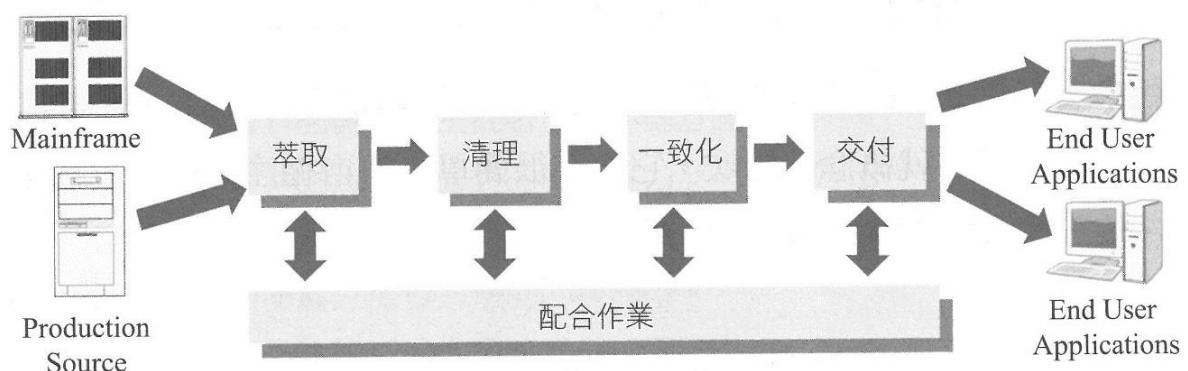 Mainframe
Production
Source
萃取
清理
一致化
交付
配合作業
End User
Applications
End User
Applications